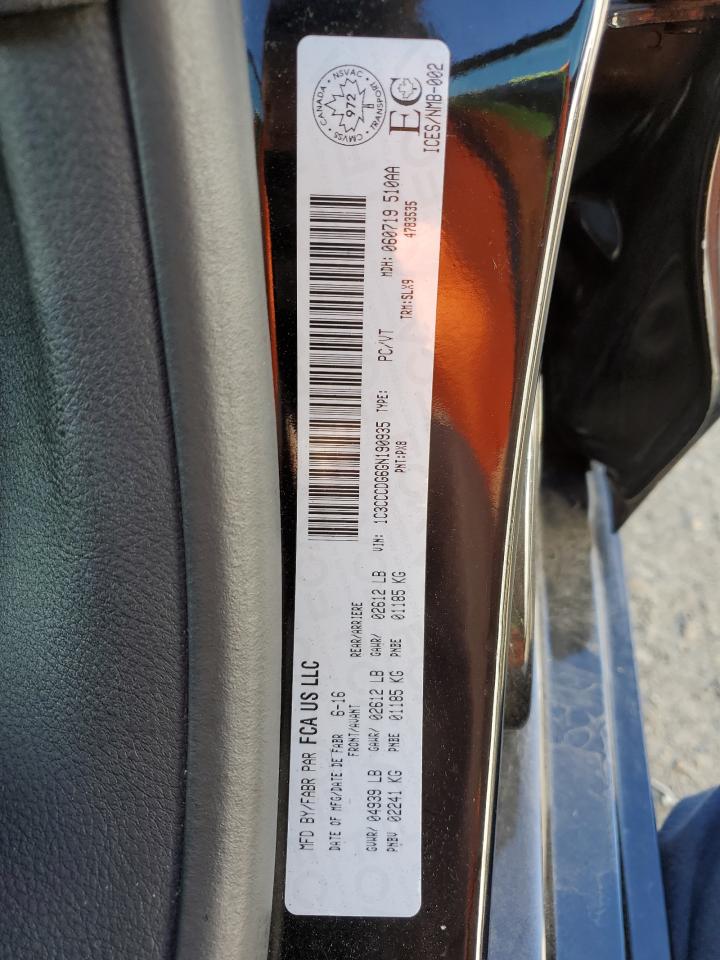 MFD BY/FABR PAR FCA US LLC
DATE OF MFG/DATE DE FABR 6-16
FRONT/AVANT REAR/ARRIERE
GVWR/ 04939 LB GAWR/ 02612 LB GAWR/ 02612 LB
PNBV 02241 KG PNBE 01185 KG PNBE 01185 KG
VIN: 1C3CCCDG6GN190935 TYPE: PC/VT MDH: 060719 510AA
PNT:PX8 TRM:SLX9 4783535
CANADA • NSVAC • TRANSPORT • CMVSS
972
EC
ICES/NMB-002